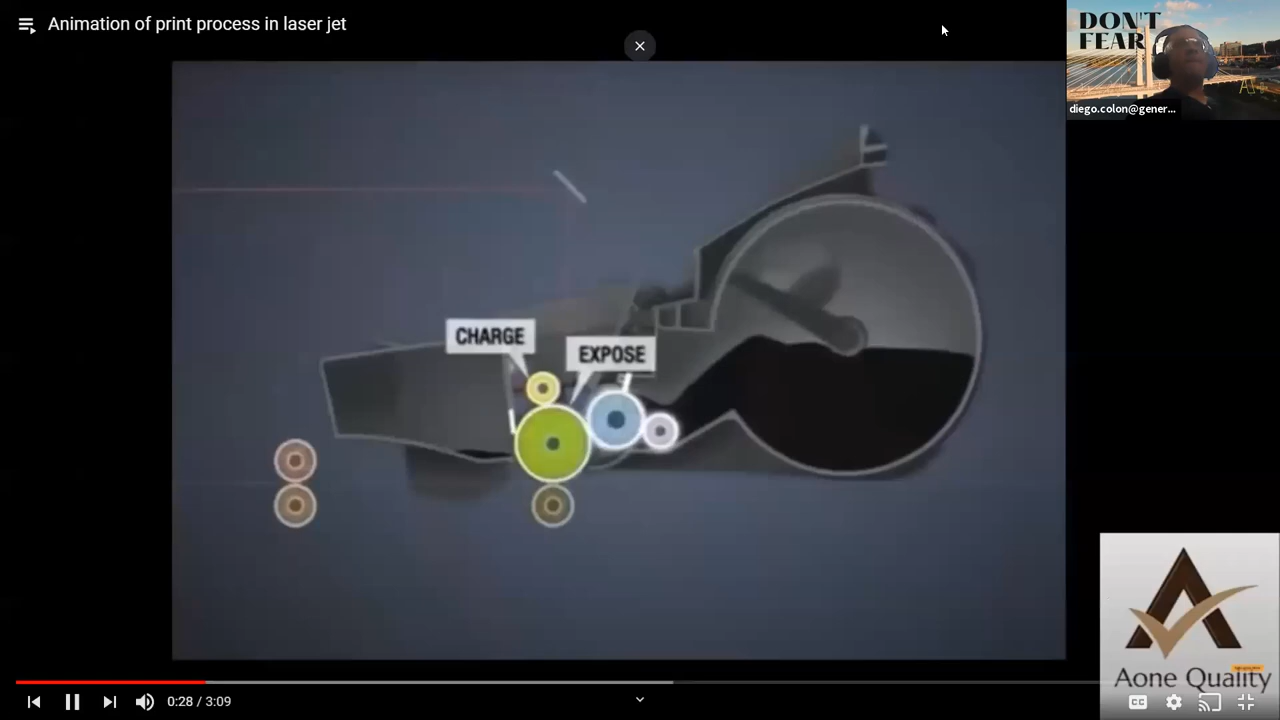 Animation of print process in laser jet
DON'T
FEAR
diego.colon@gener...
CHARGE
EXPOSE
Aone Quality
0:28 / 3:09
CC